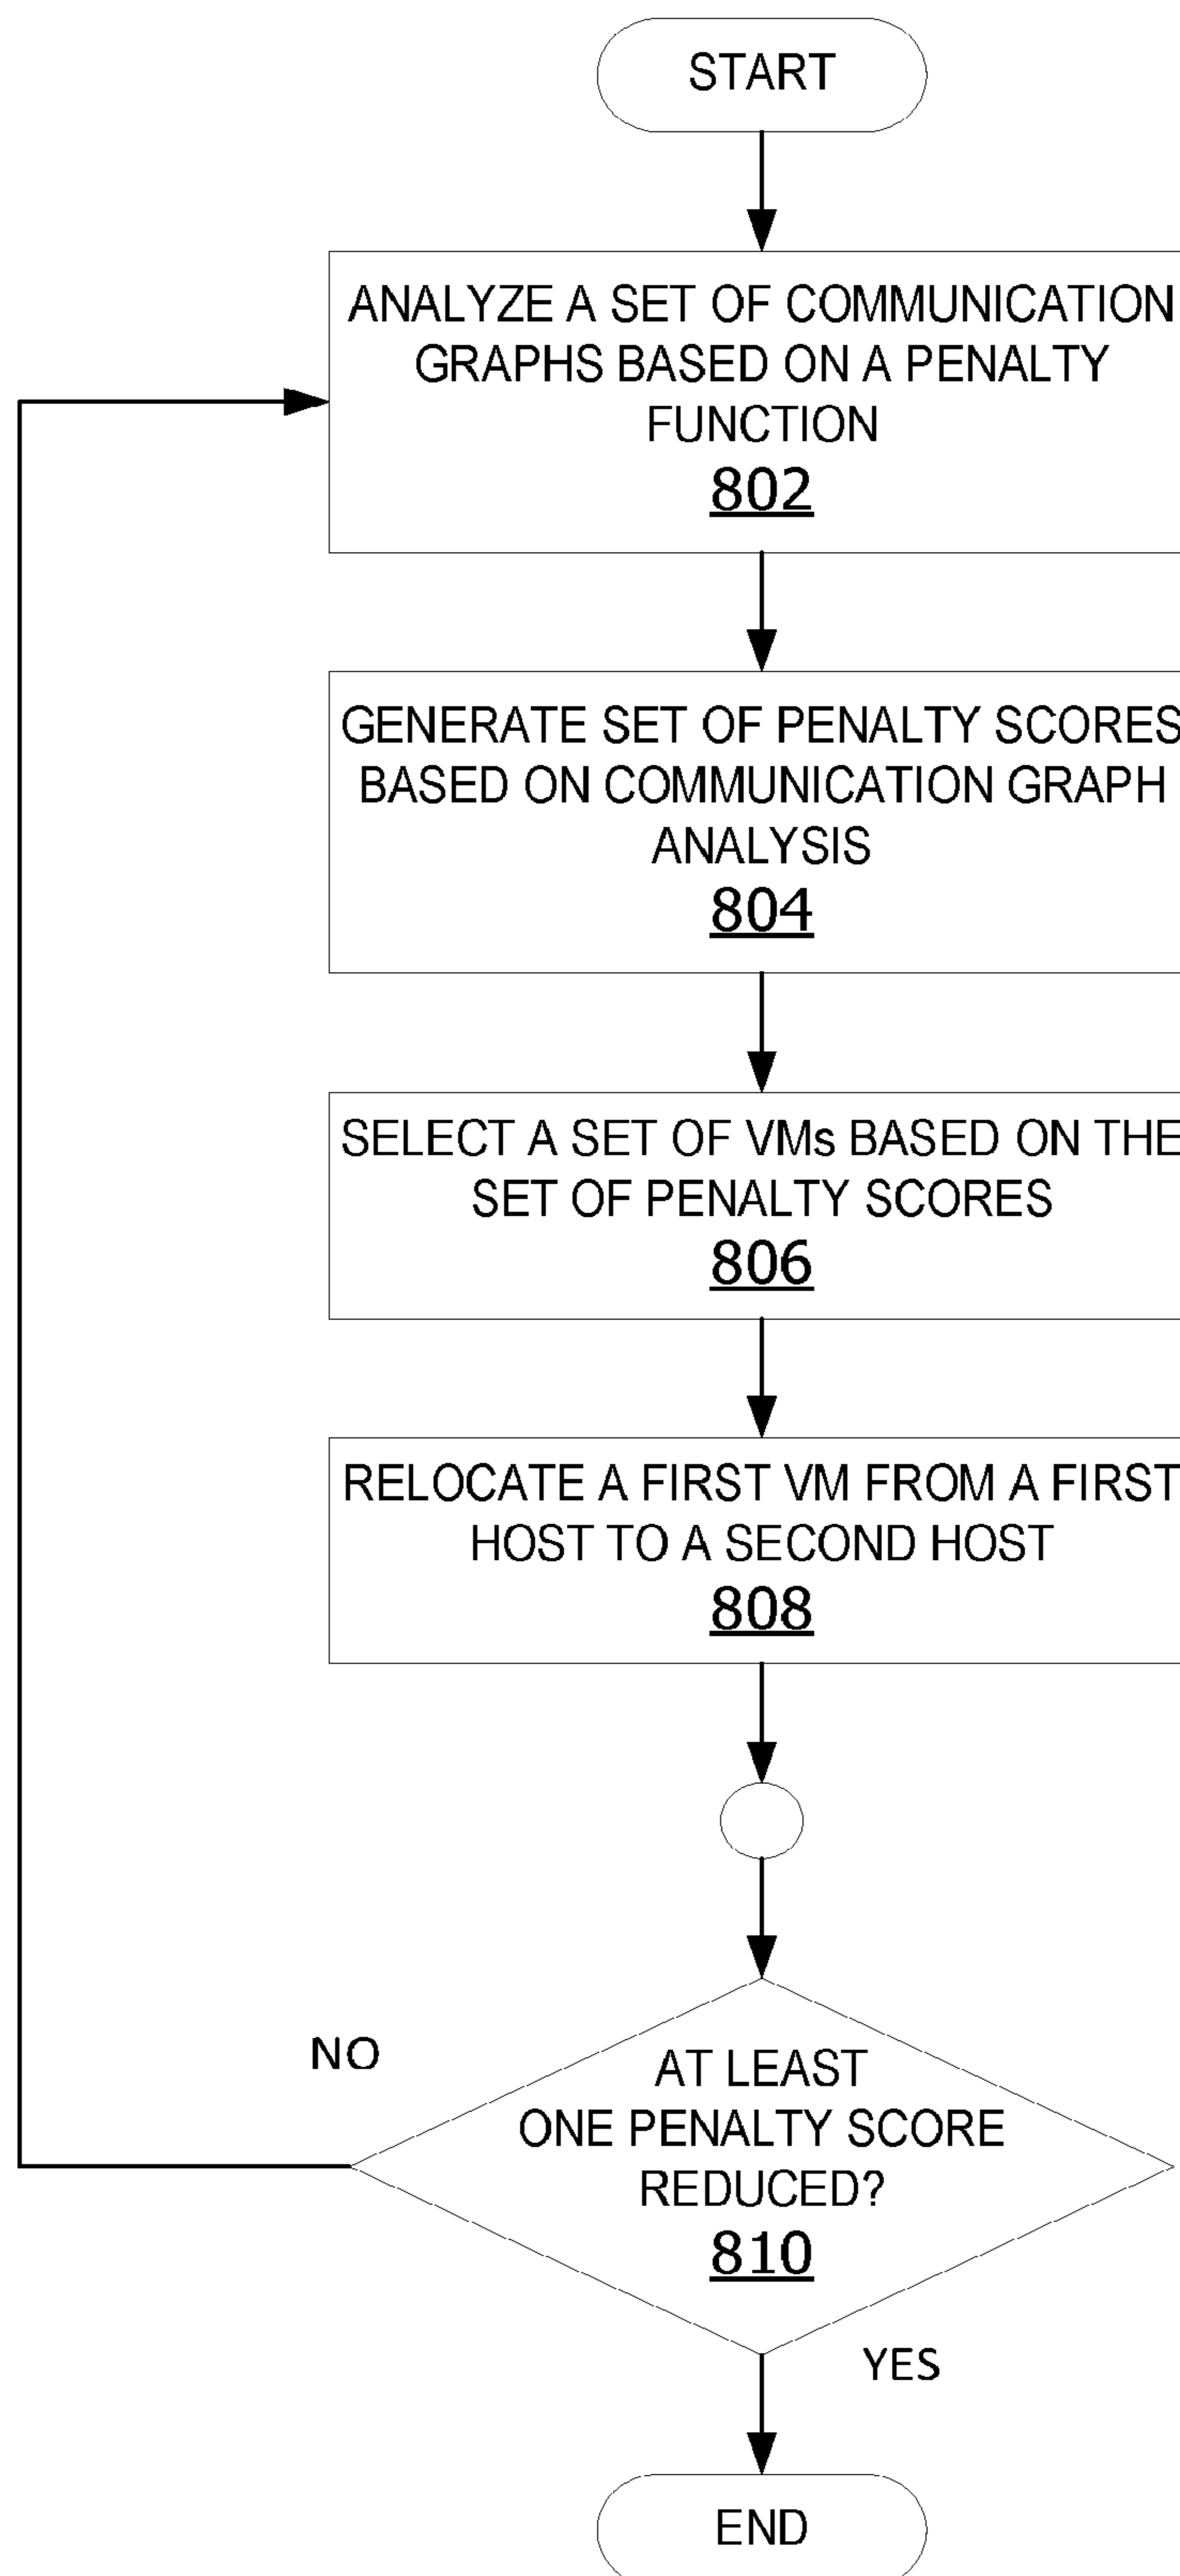 START
ANALYZE A SET OF COMMUNICATION
GRAPHS BASED ON A PENALTY
FUNCTION
802
GENERATE SET OF PENALTY SCORES
BASED ON COMMUNICATION GRAPH
ANALYSIS
804
SELECT A SET OF VMs BASED ON THE
SET OF PENALTY SCORES
806
RELOCATE A FIRST VM FROM A FIRST
HOST TO A SECOND HOST
808
NO
AT LEAST
ONE PENALTY SCORE
REDUCED?
810
YES
END